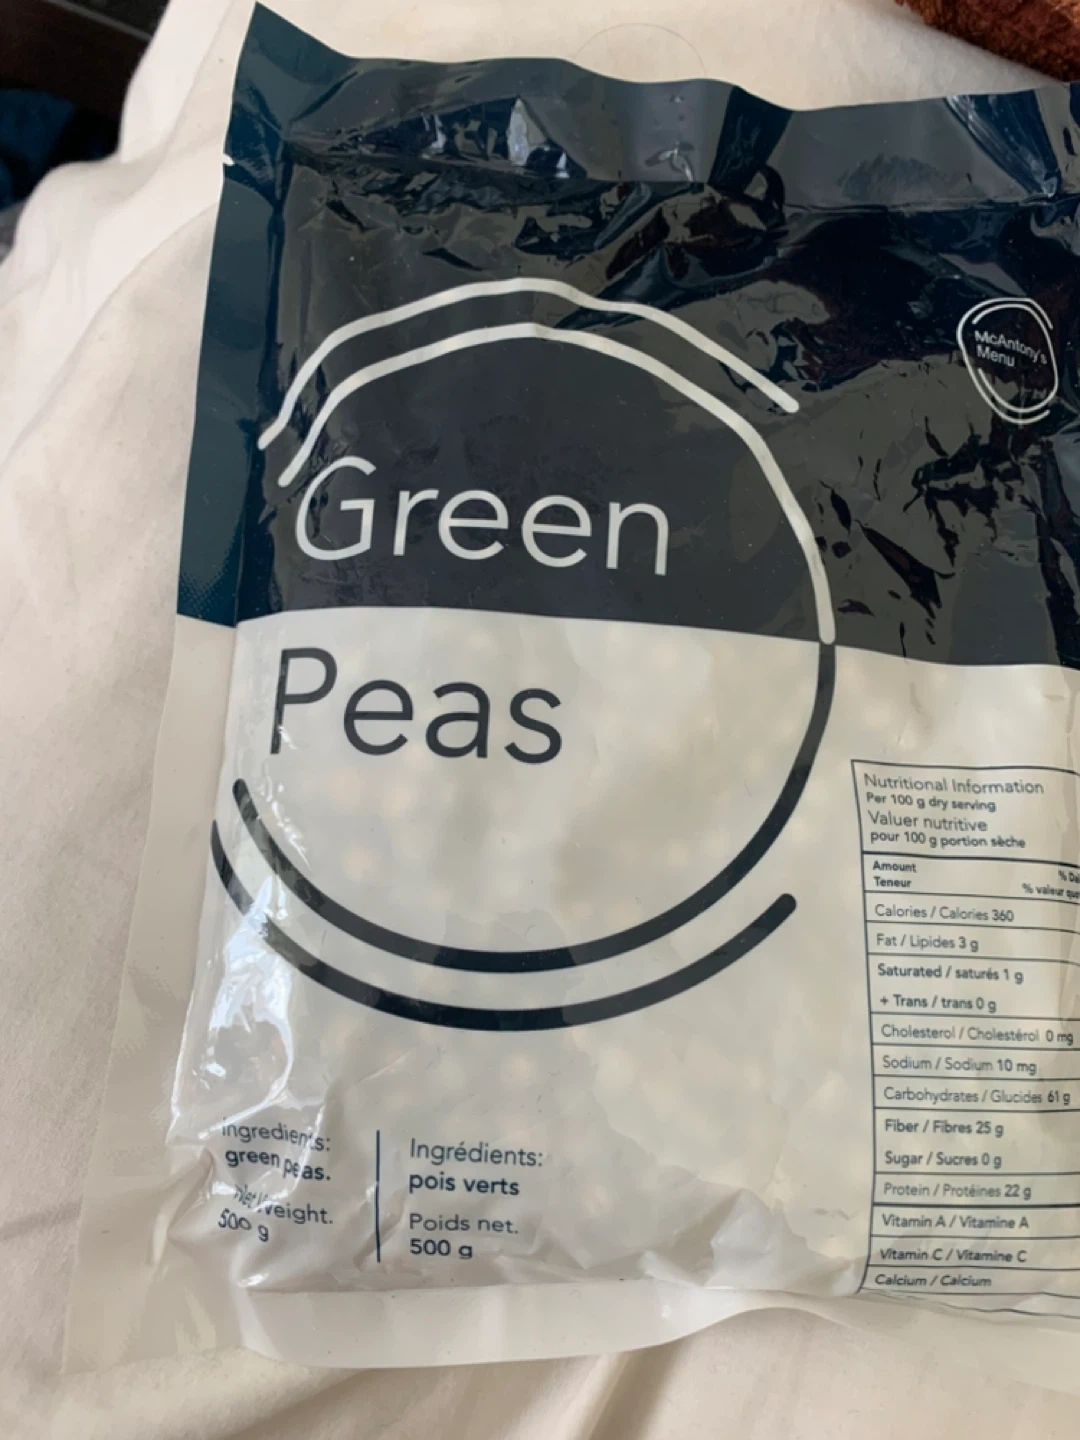 McAntony's
Menu
Green
Peas
Nutritional Information
Per 100 g dry serving
Valuer nutritive
pour 100 g portion sèche
Amount
Teneur
%
% valeur
Calories / Calories 360
Fat / Lipides 3 g
Saturated / saturés 1 g
+ Trans / trans 0 g
Cholesterol / Cholestérol 0 mg
Sodium / Sodium 10 mg
Carbohydrates / Glucides 61 g
Fiber / Fibres 25 g
Sugar / Sucres 0 g
Protein / Protéines 22 g
Vitamin A / Vitamine A
Vitamin C / Vitamine C
Calcium / Calcium
Ingredients:
green peas.
Net Weight.
500 g
Ingrédients:
pois verts
Poids net.
500 g